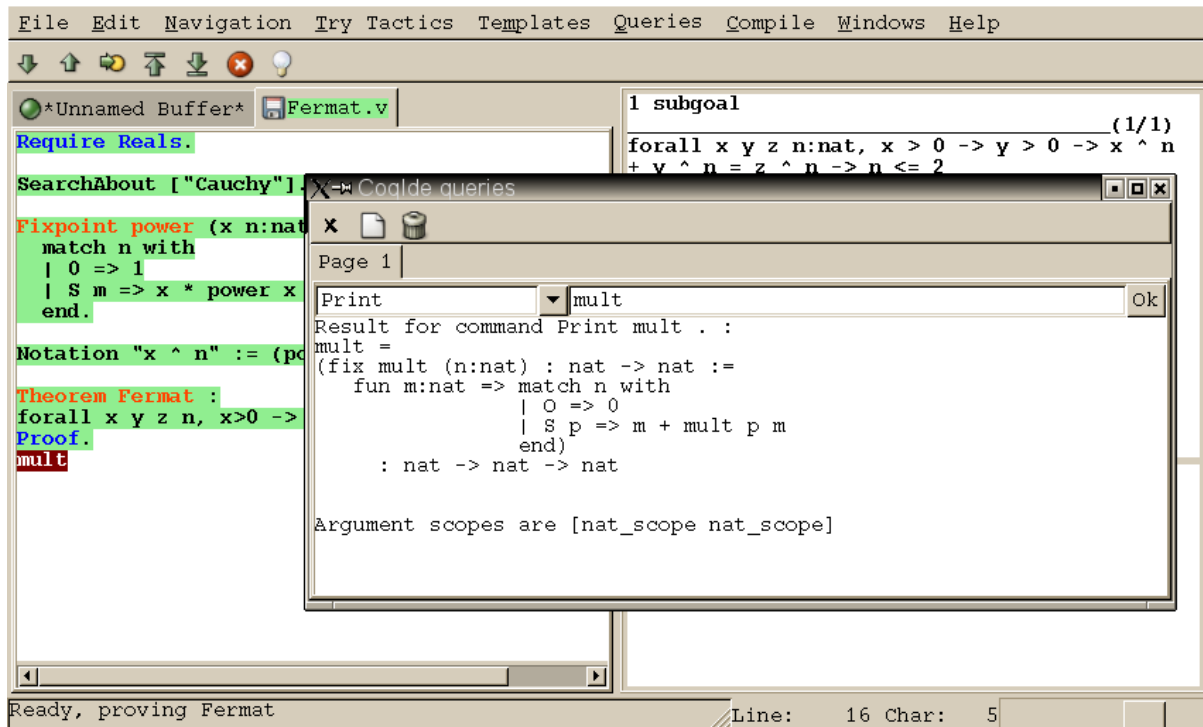 File Edit Navigation Try Tactics Templates Queries Compile Windows Help
*Unnamed Buffer* Fermat.v
Require Reals.
SearchAbout ["Cauchy"].
Fixpoint power (x n:nat
match n with
| O => 1
| S m => x * power x
end.
Notation "x ^ n" := (po
Theorem Fermat :
forall x y z n, x>0 ->
Proof.
mult
1 subgoal
(1/1)
forall x y z n:nat, x > 0 -> y > 0 -> x ^ n
+ y ^ n = z ^ n -> n <= 2
CoqIde queries
Page 1
Print mult Ok
Result for command Print mult . :
mult =
(fix mult (n:nat) : nat -> nat :=
fun m:nat => match n with
| O => 0
| S p => m + mult p m
end)
: nat -> nat -> nat
Argument scopes are [nat_scope nat_scope]
Ready, proving Fermat
Line: 16 Char: 5